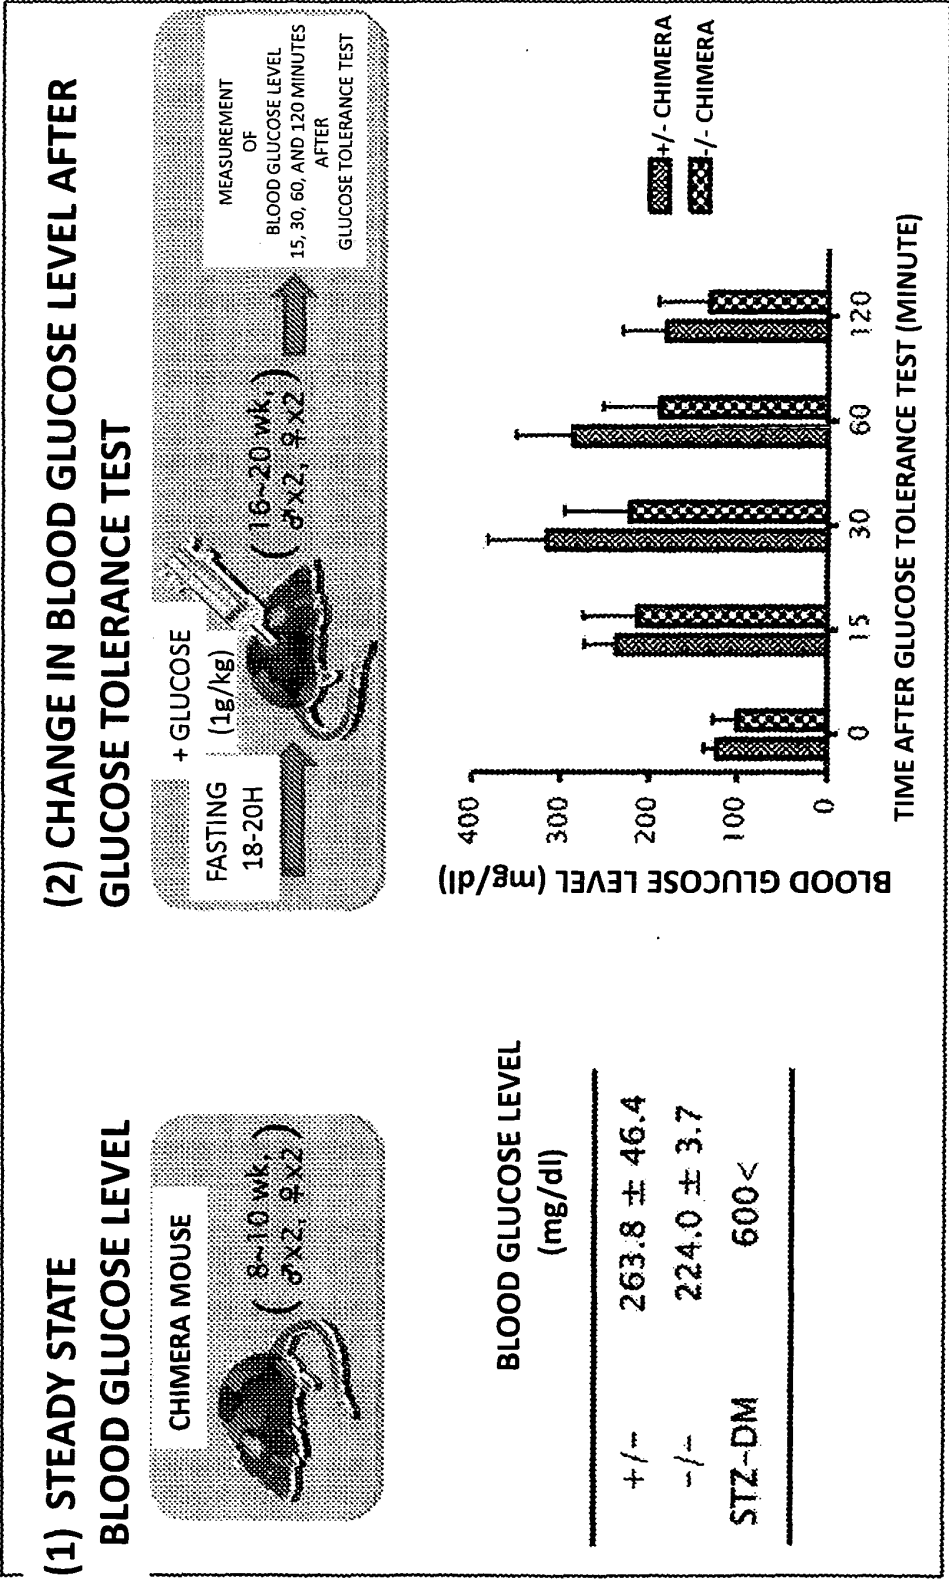 (1) STEADY STATE
BLOOD GLUCOSE LEVEL
CHIMERA MOUSE
( 8~10 wk, )
♂x2, ♀x2
BLOOD GLUCOSE LEVEL
(mg/dl)
+/- 263.8 ± 46.4
-/- 224.0 ± 3.7
STZ-DM 600<
(2) CHANGE IN BLOOD GLUCOSE LEVEL AFTER
GLUCOSE TOLERANCE TEST
FASTING
18-20H
+ GLUCOSE
(1g/kg)
( 16~20 wk, )
♂x2, ♀x2
MEASUREMENT
OF
BLOOD GLUCOSE LEVEL
15, 30, 60, AND 120 MINUTES
AFTER
GLUCOSE TOLERANCE TEST
BLOOD GLUCOSE LEVEL (mg/dl)
400
300
200
100
0
0 15 30 60 120
TIME AFTER GLUCOSE TOLERANCE TEST (MINUTE)
+/- CHIMERA
-/- CHIMERA